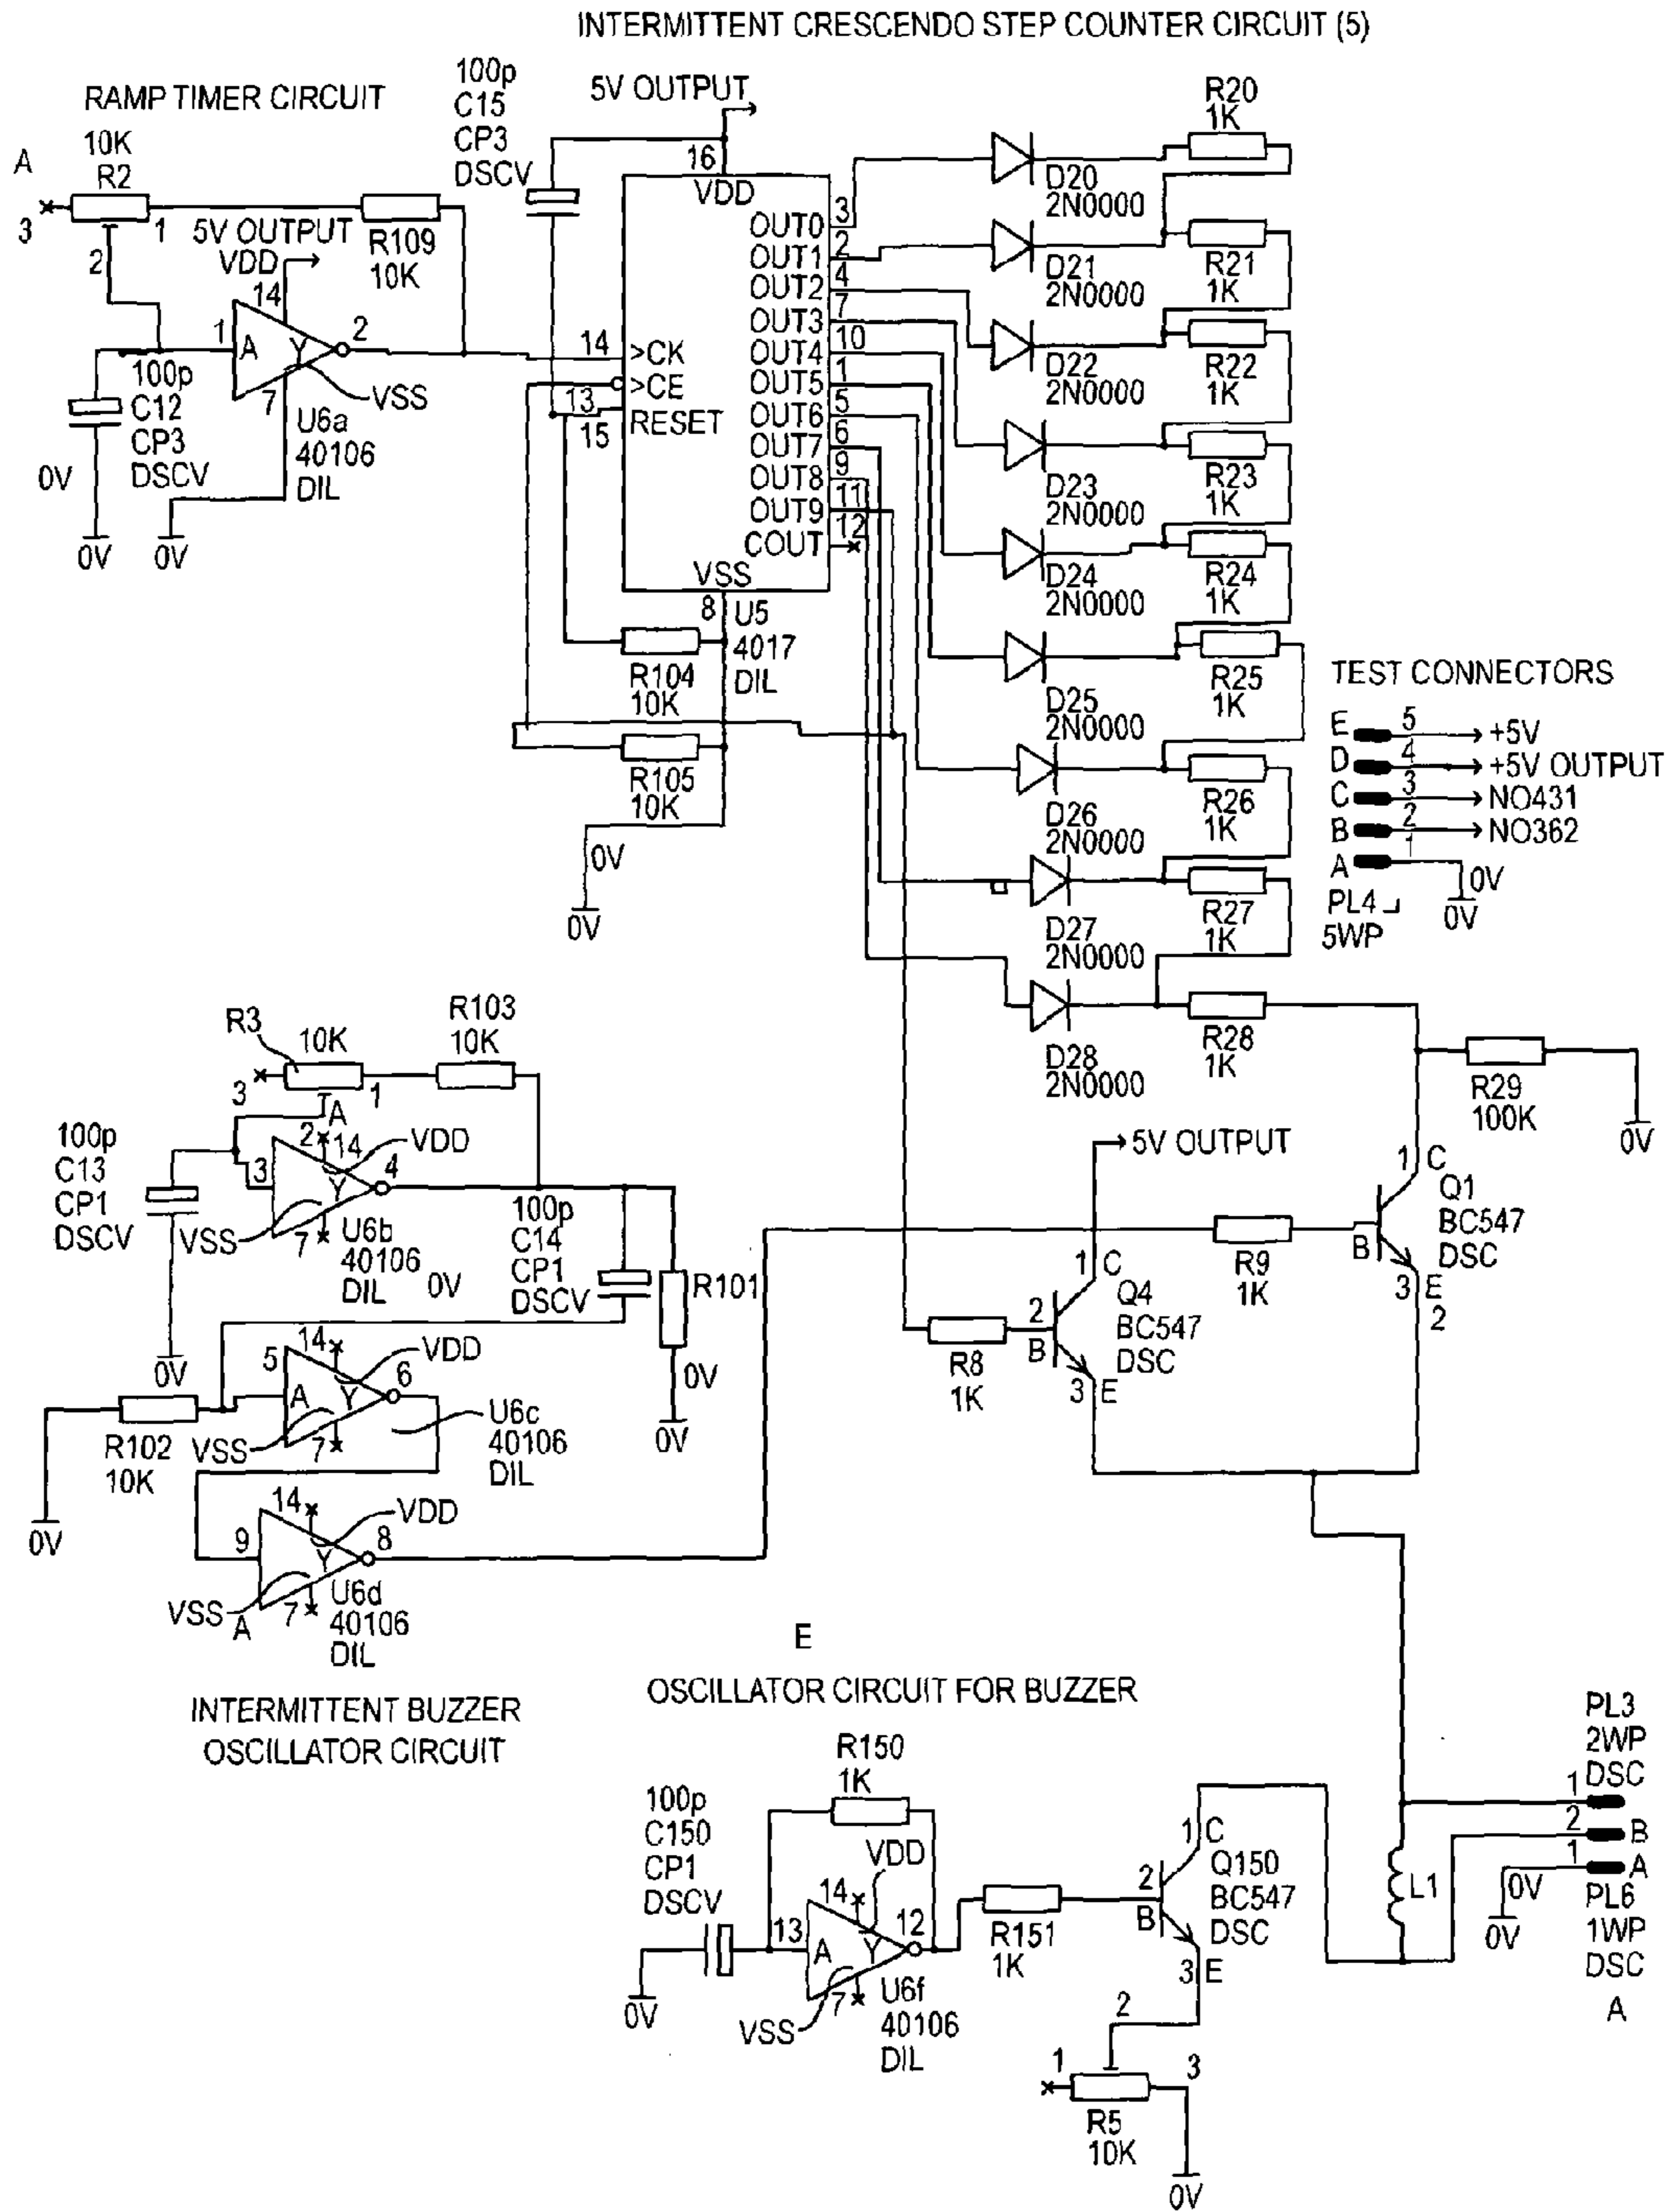 INTERMITTENT CRESCENDO STEP COUNTER CIRCUIT (5)
RAMP TIMER CIRCUIT
A
10K
R2
3
1
2
R109
10K
5V OUTPUT
VDD
14
1
A
Y
2
7
VSS
U6a
40106
DIL
100p
C12
CP3
DSCV
0V
0V
0V
100p
C15
CP3
DSCV
5V OUTPUT
16
VDD
14
>CK
>CE
13
RESET
15
OUT0
3
OUT1
2
OUT2
4
OUT3
7
OUT4
10
OUT5
1
OUT6
5
OUT7
6
OUT8
9
OUT9
11
COUT
12
VSS
8
U5
4017
DIL
R104
10K
R105
10K
0V
0V
D20
2N0000
R20
1K
D21
2N0000
R21
1K
D22
2N0000
R22
1K
D23
2N0000
R23
1K
D24
2N0000
R24
1K
D25
2N0000
R25
1K
D26
2N0000
R26
1K
D27
2N0000
R27
1K
D28
2N0000
R28
1K
R29
100K
0V
TEST CONNECTORS
E 5 +5V
D 4 +5V OUTPUT
C 3 NO431
B 2 NO362
A 1
0V
0V
PL4
5WP
R3
10K
R103
10K
3
1
A
2
100p
C13
CP1
DSCV
3
14
VDD
Y
4
VSS
7
U6b
40106
DIL
0V
100p
C14
CP1
DSCV
R101
0V
0V
0V
14
VDD
5
A
Y
6
VSS
7
U6c
40106
DIL
R102
10K
0V
14
VDD
9
Y
8
VSS
A
7
U6d
40106
DIL
INTERMITTENT BUZZER
OSCILLATOR CIRCUIT
5V OUTPUT
1
C
2
B
Q4
BC547
DSC
3
E
R8
1K
R9
1K
1
C
Q1
BC547
DSC
B
3
E
2
E
OSCILLATOR CIRCUIT FOR BUZZER
R150
1K
100p
C150
CP1
DSCV
0V
VDD
14
13
A
Y
12
7
VSS
U6f
40106
DIL
R151
1K
1
C
2
B
Q150
BC547
DSC
3
E
2
1
3
R5
10K
0V
L1
PL3
2WP
DSC
1
2
B
1
A
0V
0V
PL6
1WP
DSC
A